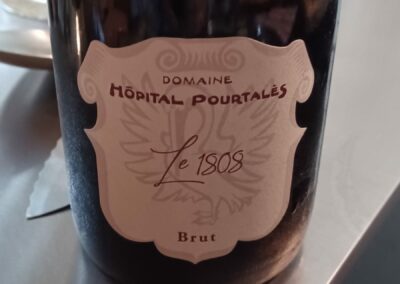 DOMAINE
HÔPITAL POURTALÈS
Le 1808
Brut